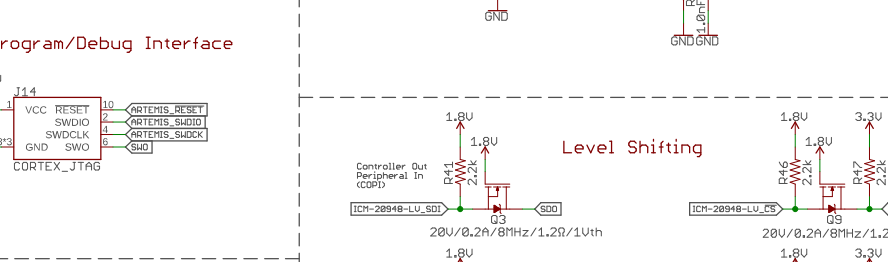 GND
1.0nF
GND
GND
rogram/Debug Interface
J14
1
VCC
RESET
10
ARTEMIS_RESET
SWDIO
2
ARTEMIS_SWDIO
SWDCLK
4
ARTEMIS_SWDCK
GND
SWO
6
SWO
CORTEX_JTAG
1.8V
1.8V
Level Shifting
Controller Out
Peripheral In
(COPI)
R41
2.2k
ICM-20948-LV_SDI
SDO
Q3
20V/0.2A/8MHz/1.2Ω/1Vth
1.8V
1.8V
3.3V
1.8V
R46
2.2k
R47
2.2k
ICM-20948-LV_CS
Q9
20V/0.2A/8MHz/1.2
1.8V
3.3V